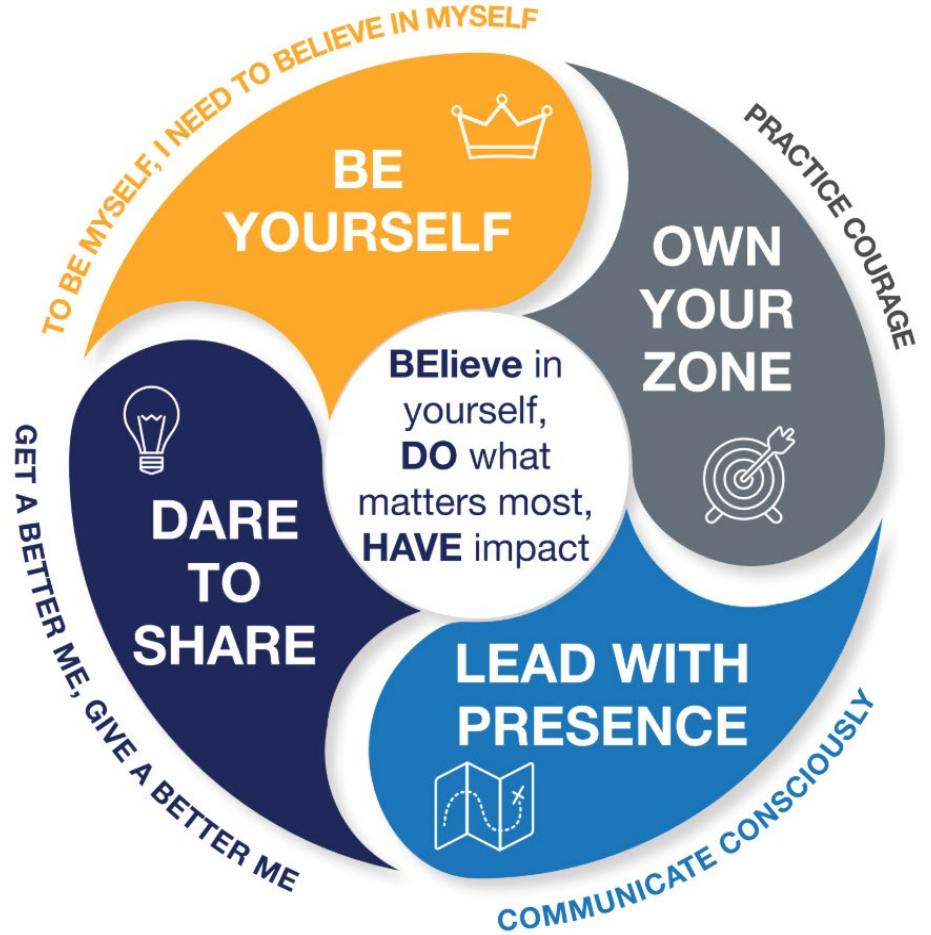 TO BE MYSELF, I NEED TO BELIEVE IN MYSELF
BE
YOURSELF
PRACTICE COURAGE
OWN
YOUR
ZONE
BElieve in
yourself,
DO what
matters most,
HAVE impact
LEAD WITH
PRESENCE
COMMUNICATE CONSCIOUSLY
DARE
TO
SHARE
GET A BETTER ME, GIVE A BETTER ME